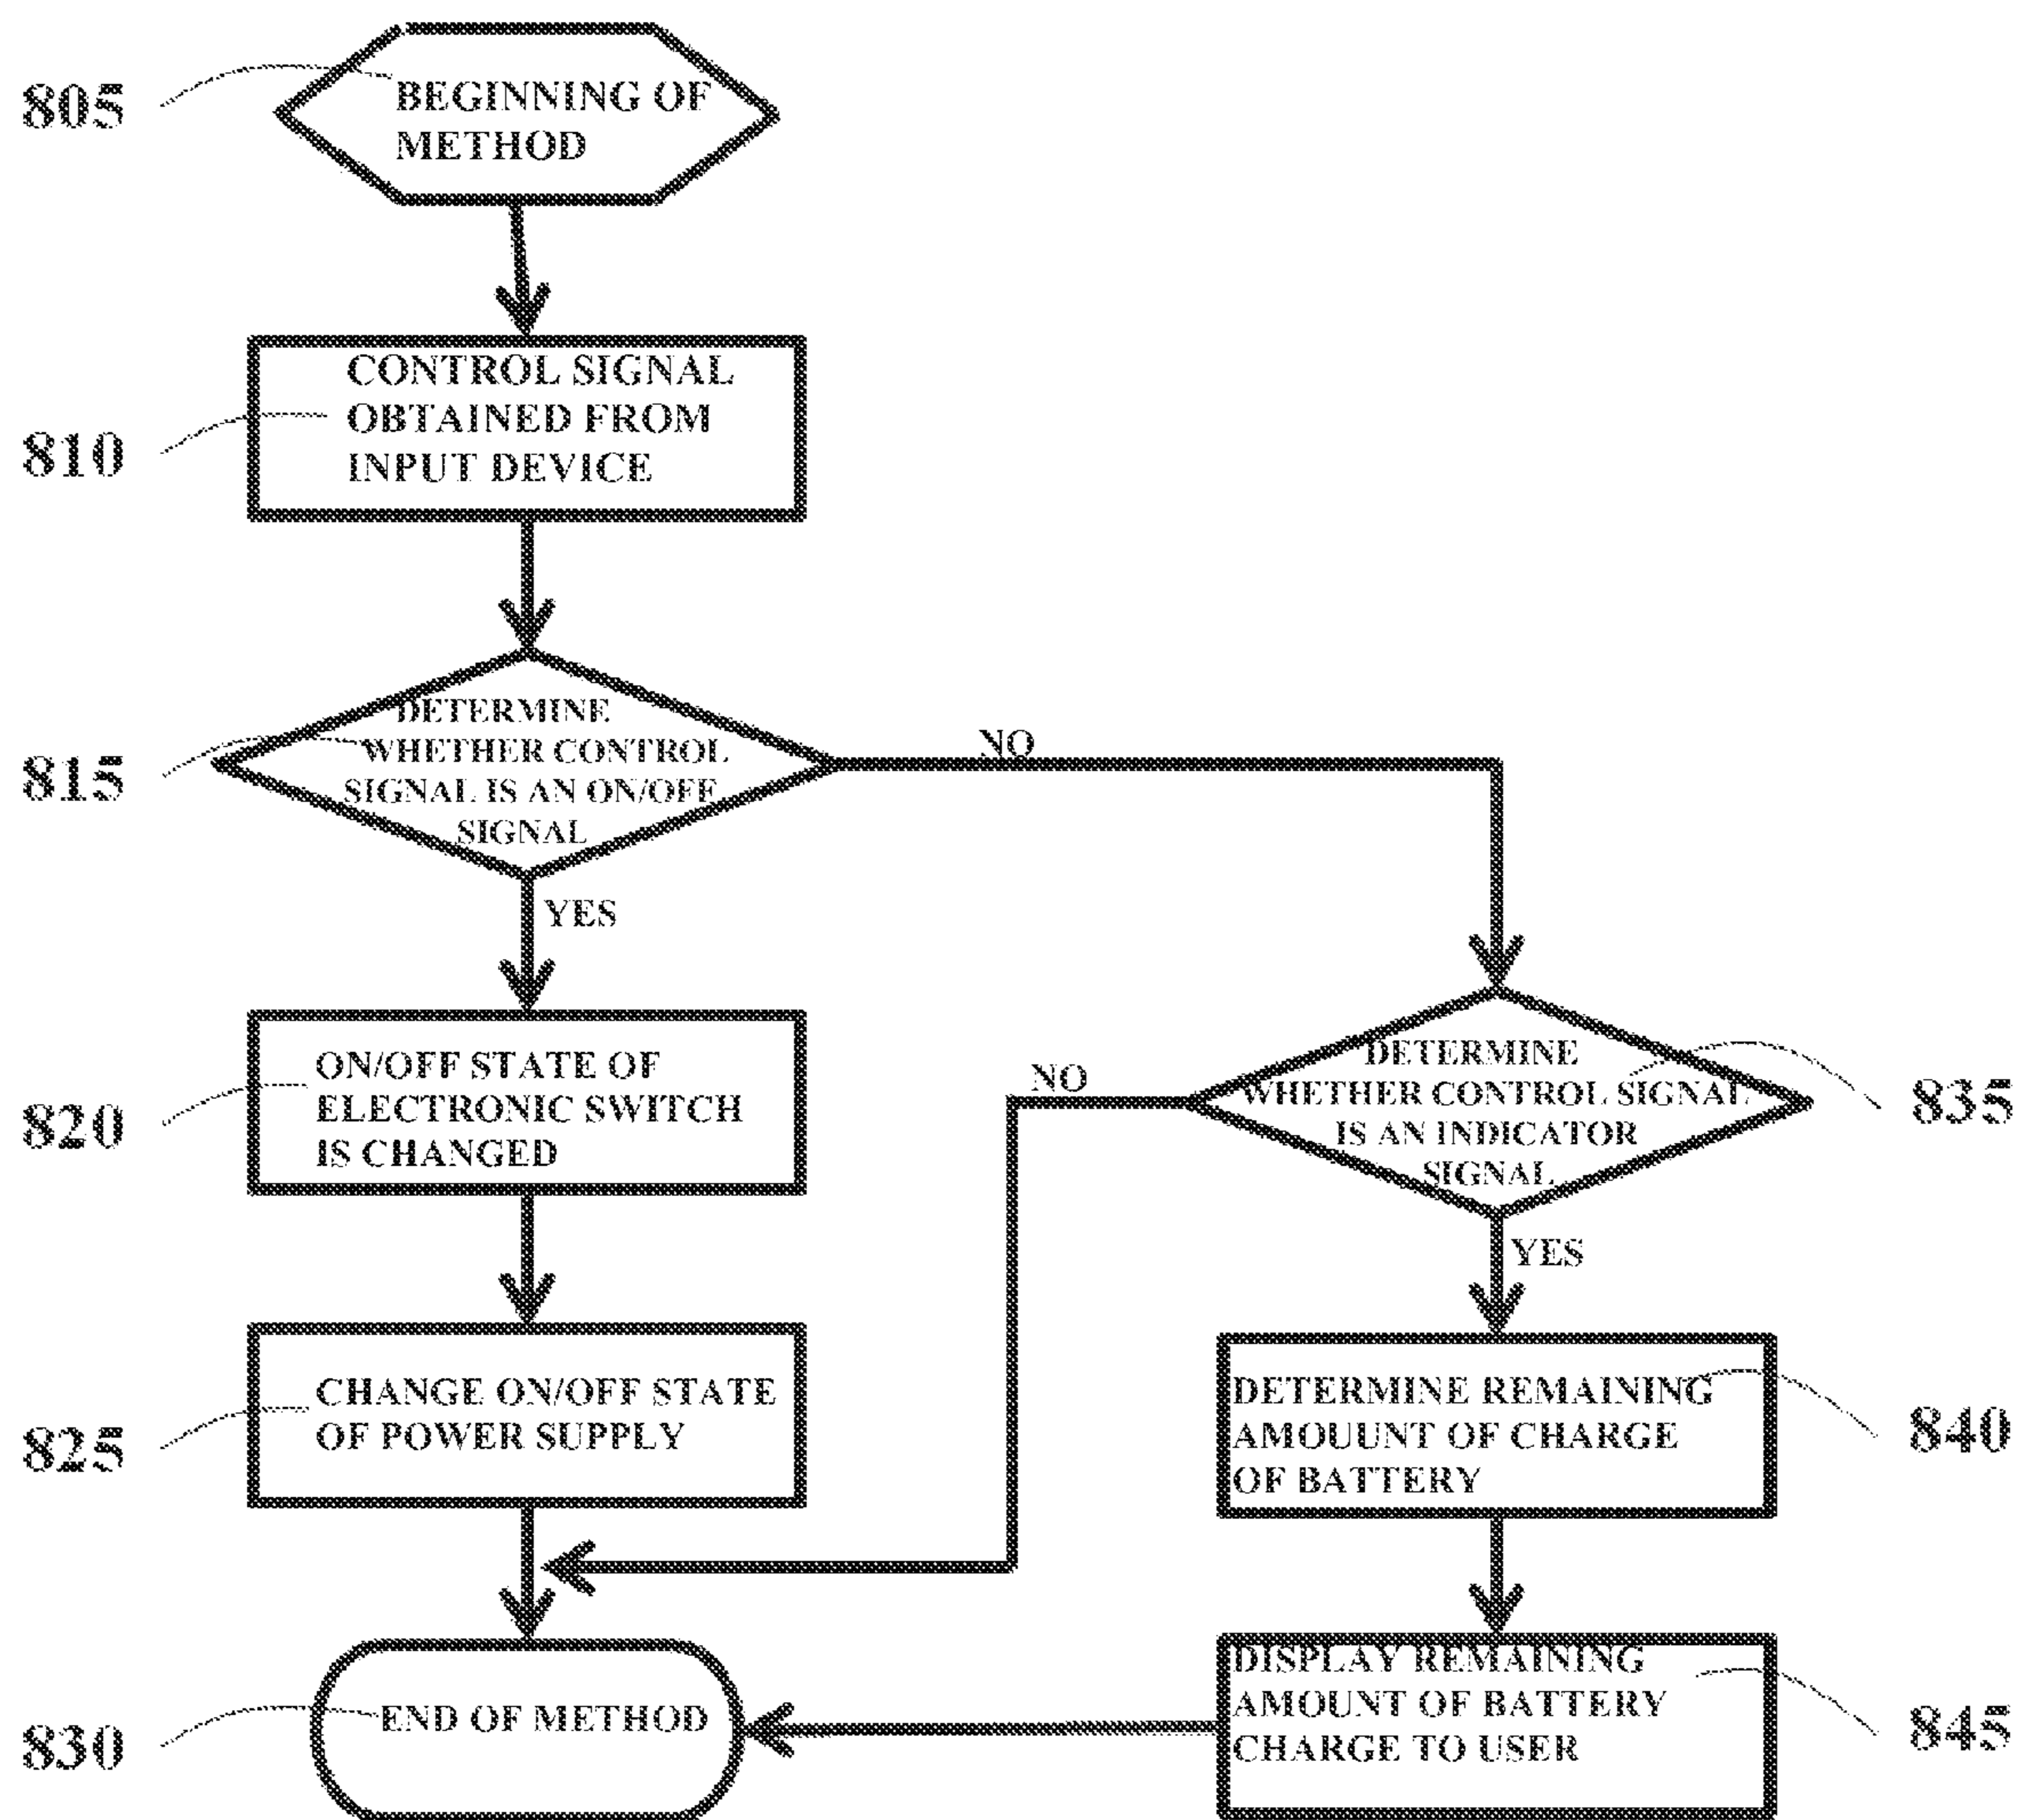 805
BEGINNING OF
METHOD
810
CONTROL SIGNAL
OBTAINED FROM
INPUT DEVICE
815
DETERMINE
WHETHER CONTROL
SIGNAL IS AN ON/OFF
SIGNAL
NO
YES
820
ON/OFF STATE OF
ELECTRONIC SWITCH
IS CHANGED
825
CHANGE ON/OFF STATE
OF POWER SUPPLY
830
END OF METHOD
835
DETERMINE
WHETHER CONTROL SIGNAL
IS AN INDICATOR
SIGNAL
NO
YES
840
DETERMINE REMAINING
AMOUUNT OF CHARGE
OF BATTERY
845
DISPLAY REMAINING
AMOUNT OF BATTERY
CHARGE TO USER